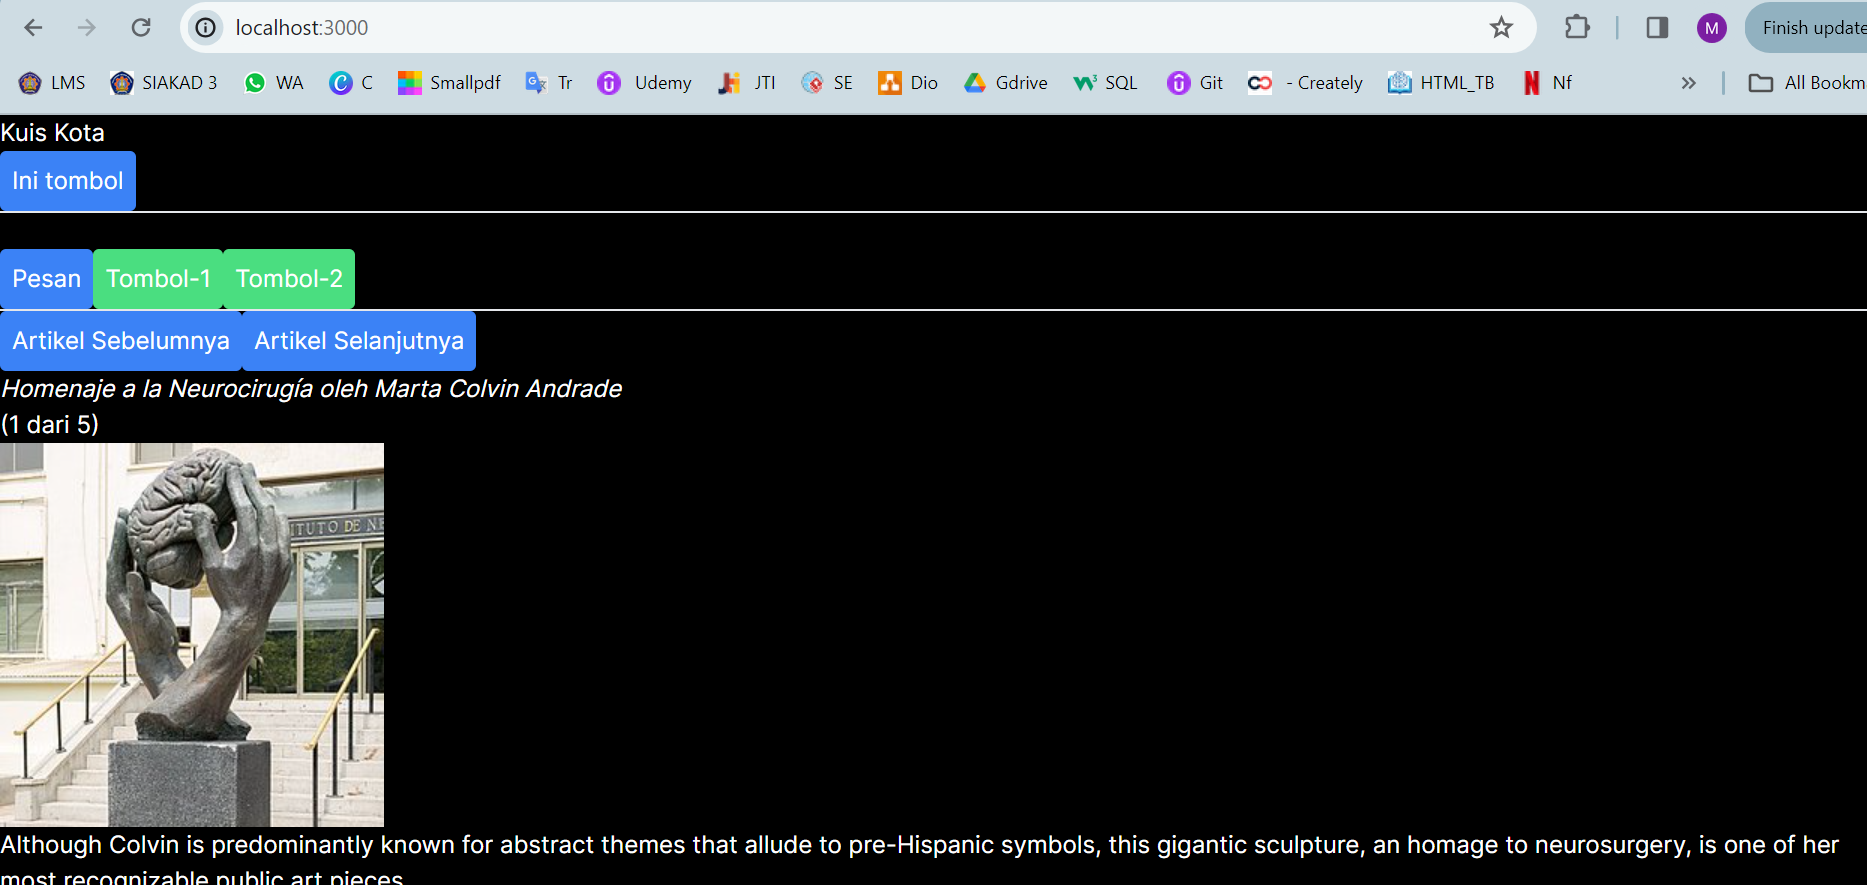 localhost:3000
Finish update
LMS SIAKAD 3 WA C Smallpdf Tr Udemy JTI SE Dio Gdrive SQL Git - Creately HTML_TB Nf » All Bookm
Kuis Kota
Ini tombol
Pesan Tombol-1 Tombol-2
Artikel Sebelumnya Artikel Selanjutnya
Homenaje a la Neurocirugía oleh Marta Colvin Andrade
(1 dari 5)
ITUTO DE NE
Although Colvin is predominantly known for abstract themes that allude to pre-Hispanic symbols, this gigantic sculpture, an homage to neurosurgery, is one of her
most recognizable public art pieces.